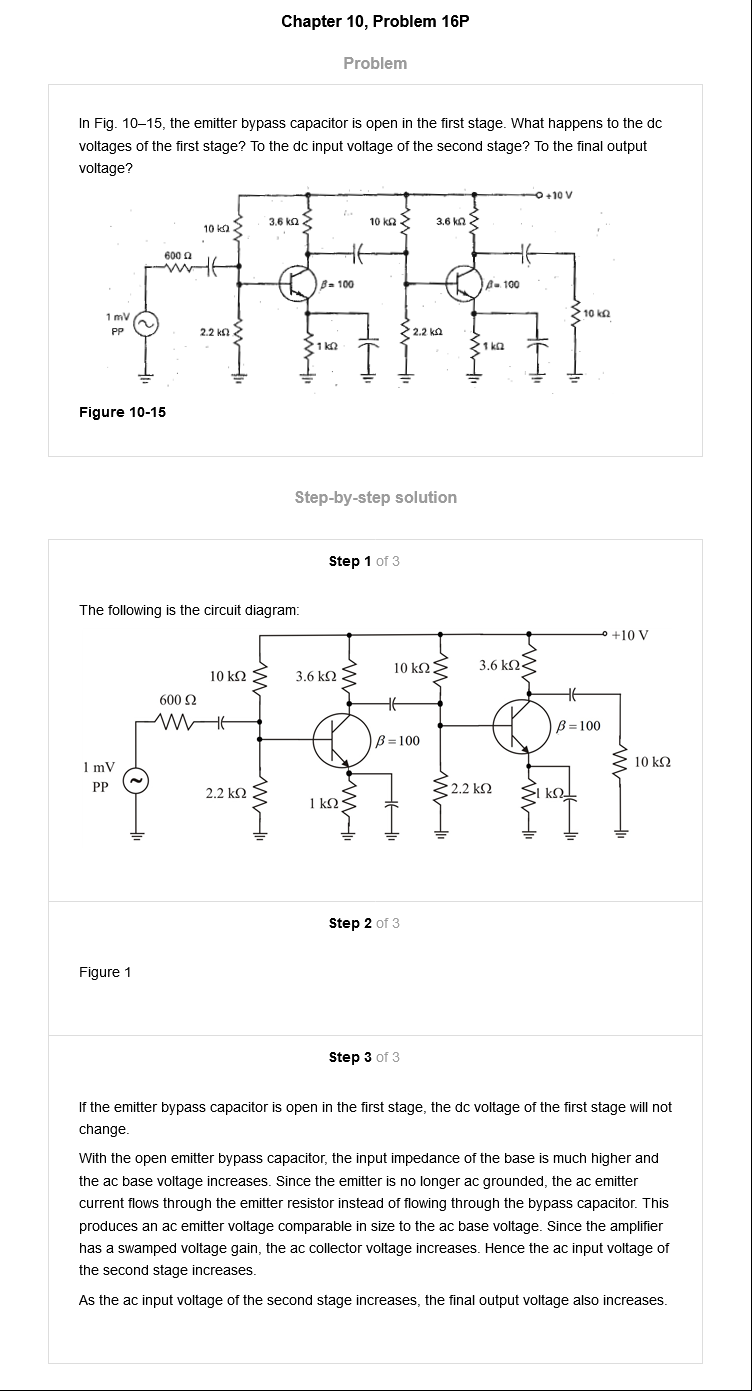 Chapter 10, Problem 16P
Problem
In Fig. 10–15, the emitter bypass capacitor is open in the first stage. What happens to the dc
voltages of the first stage? To the dc input voltage of the second stage? To the final output
voltage?
+10 V
10 kΩ
3.6 kΩ
10 kΩ
3.6 kΩ
600 Ω
β= 100
β= 100
1 mV
PP
2.2 kΩ
1 kΩ
2.2 kΩ
1 kΩ
10 kΩ
Figure 10-15
Step-by-step solution
Step 1 of 3
The following is the circuit diagram:
+10 V
10 kΩ
3.6 kΩ
10 kΩ
3.6 kΩ
600 Ω
β=100
β=100
1 mV
PP
2.2 kΩ
1 kΩ
2.2 kΩ
1 kΩ
10 kΩ
Step 2 of 3
Figure 1
Step 3 of 3
If the emitter bypass capacitor is open in the first stage, the dc voltage of the first stage will not
change.
With the open emitter bypass capacitor, the input impedance of the base is much higher and
the ac base voltage increases. Since the emitter is no longer ac grounded, the ac emitter
current flows through the emitter resistor instead of flowing through the bypass capacitor. This
produces an ac emitter voltage comparable in size to the ac base voltage. Since the amplifier
has a swamped voltage gain, the ac collector voltage increases. Hence the ac input voltage of
the second stage increases.
As the ac input voltage of the second stage increases, the final output voltage also increases.